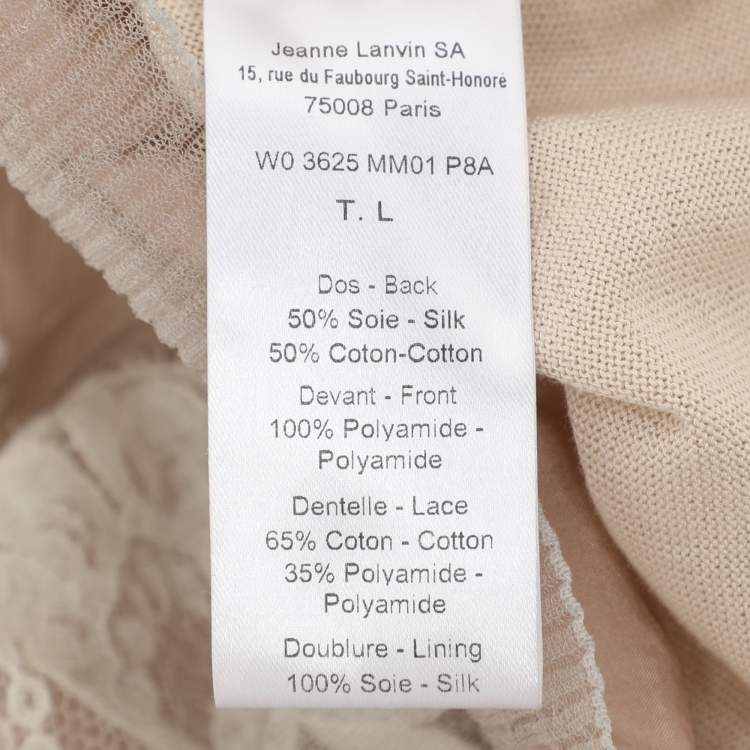 Jeanne Lanvin SA
15, rue du Faubourg Saint-Honoré
75008 Paris
W0 3625 MM01 P8A
T. L
Dos - Back
50% Soie - Silk
50% Coton-Cotton
Devant - Front
100% Polyamide -
Polyamide
Dentelle - Lace
65% Coton - Cotton
35% Polyamide -
Polyamide
Doublure - Lining
100% Soie - Silk